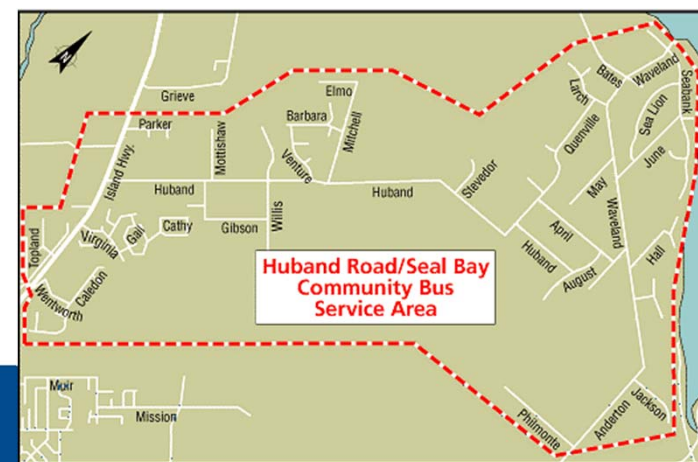 N
Grieve
Elmo
Bates
Waveland
Seabank
Larch
Sea Lion
Barbara
Mitchell
Parker
Mottishaw
Quenville
Island Hwy.
Venture
June
Huband
Huband
Stevedor
May
Willis
Waveland
Cathy
Gibson
April
Gail
Virginia
Topland
Hall
Huband
August
Caledon
Wentworth
Huband Road/Seal Bay
Community Bus
Service Area
Muir
Mission
Philmonte
Anderton
Jackson